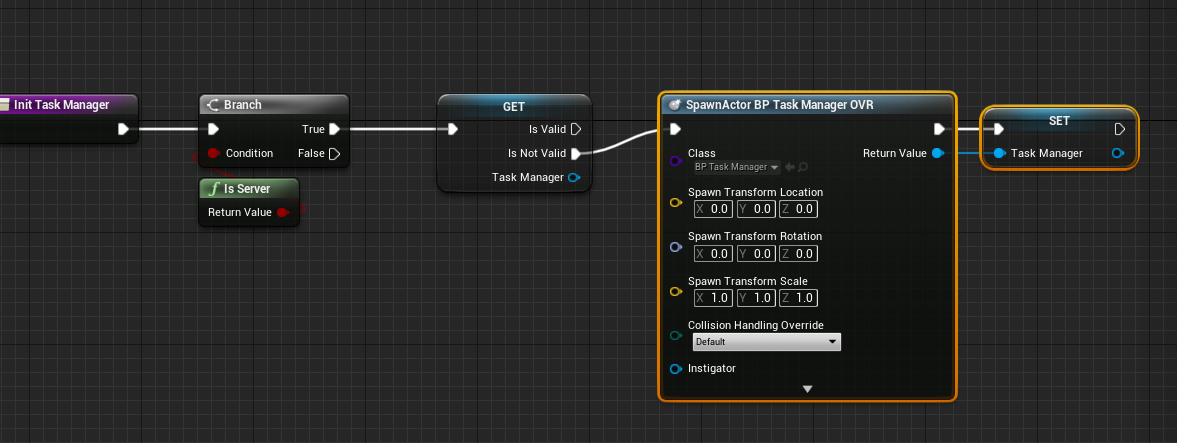 Init Task Manager
Branch
True
Condition
False
Is Server
Return Value
GET
Is Valid
Is Not Valid
Task Manager
SpawnActor BP Task Manager OVR
Class
BP Task Manager
Return Value
Spawn Transform Location
X 0.0 Y 0.0 Z 0.0
Spawn Transform Rotation
X 0.0 Y 0.0 Z 0.0
Spawn Transform Scale
X 1.0 Y 1.0 Z 1.0
Collision Handling Override
Default
Instigator
SET
Task Manager